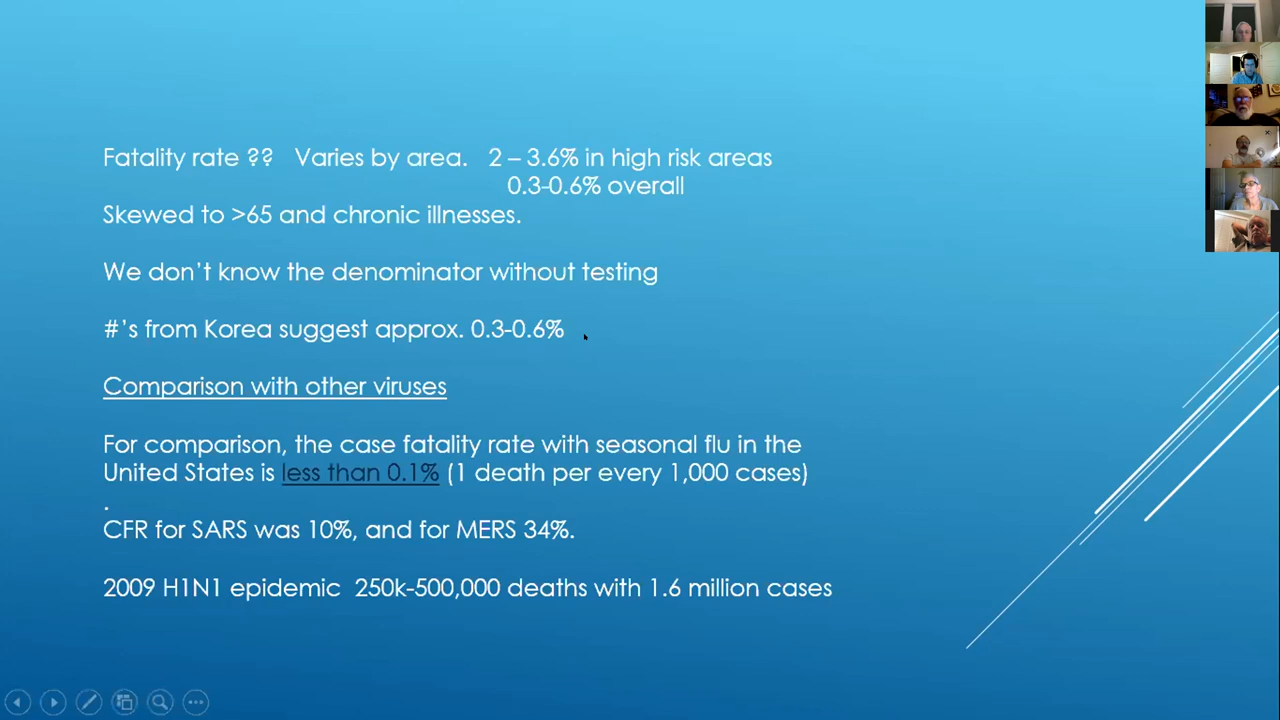 Fatality rate ?? Varies by area. 2 – 3.6% in high risk areas
0.3-0.6% overall
Skewed to >65 and chronic illnesses.
We don't know the denominator without testing
#'s from Korea suggest approx. 0.3-0.6%
Comparison with other viruses
For comparison, the case fatality rate with seasonal flu in the
United States is less than 0.1% (1 death per every 1,000 cases)
.
CFR for SARS was 10%, and for MERS 34%.
2009 H1N1 epidemic 250k-500,000 deaths with 1.6 million cases